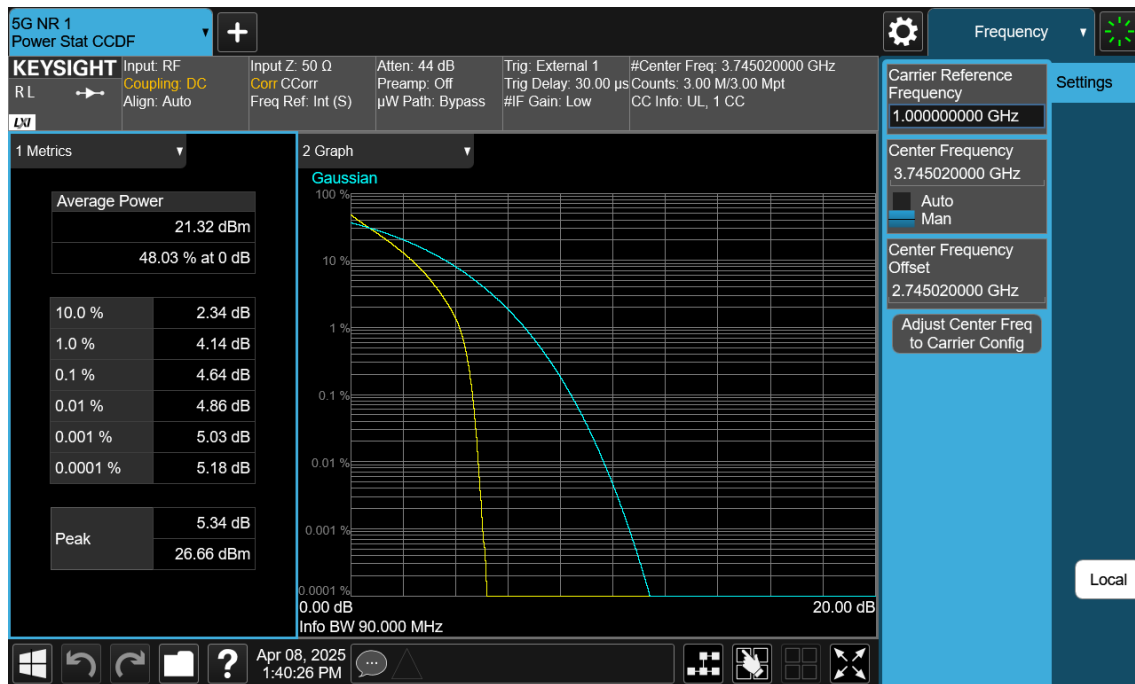 5G NR 1
Power Stat CCDF
Frequency
KEYSIGHT
R L
LXI
Input: RF
Coupling: DC
Align: Auto
Input Z: 50 Ω
Corr CCorr
Freq Ref: Int (S)
Atten: 44 dB
Preamp: Off
µW Path: Bypass
Trig: External 1
Trig Delay: 30.00 µs
#IF Gain: Low
#Center Freq: 3.745020000 GHz
Counts: 3.00 M/3.00 Mpt
CC Info: UL, 1 CC
1 Metrics
Average Power
21.32 dBm
48.03 % at 0 dB
10.0 % 2.34 dB
1.0 % 4.14 dB
0.1 % 4.64 dB
0.01 % 4.86 dB
0.001 % 5.03 dB
0.0001 % 5.18 dB
Peak
5.34 dB
26.66 dBm
2 Graph
Gaussian
100 %
10 %
1 %
0.1 %
0.01 %
0.001 %
0.0001 %
0.00 dB 20.00 dB
Info BW 90.000 MHz
Carrier Reference
Frequency
1.000000000 GHz
Center Frequency
3.745020000 GHz
Auto
Man
Center Frequency
Offset
2.745020000 GHz
Adjust Center Freq
to Carrier Config
Settings
Local
?
Apr 08, 2025
1:40:26 PM